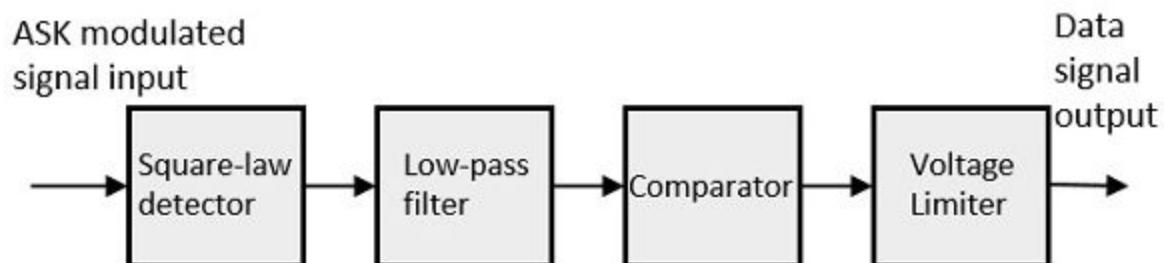 ASK modulated
signal input
Square-law
detector
Low-pass
filter
Comparator
Voltage
Limiter
Data
signal
output